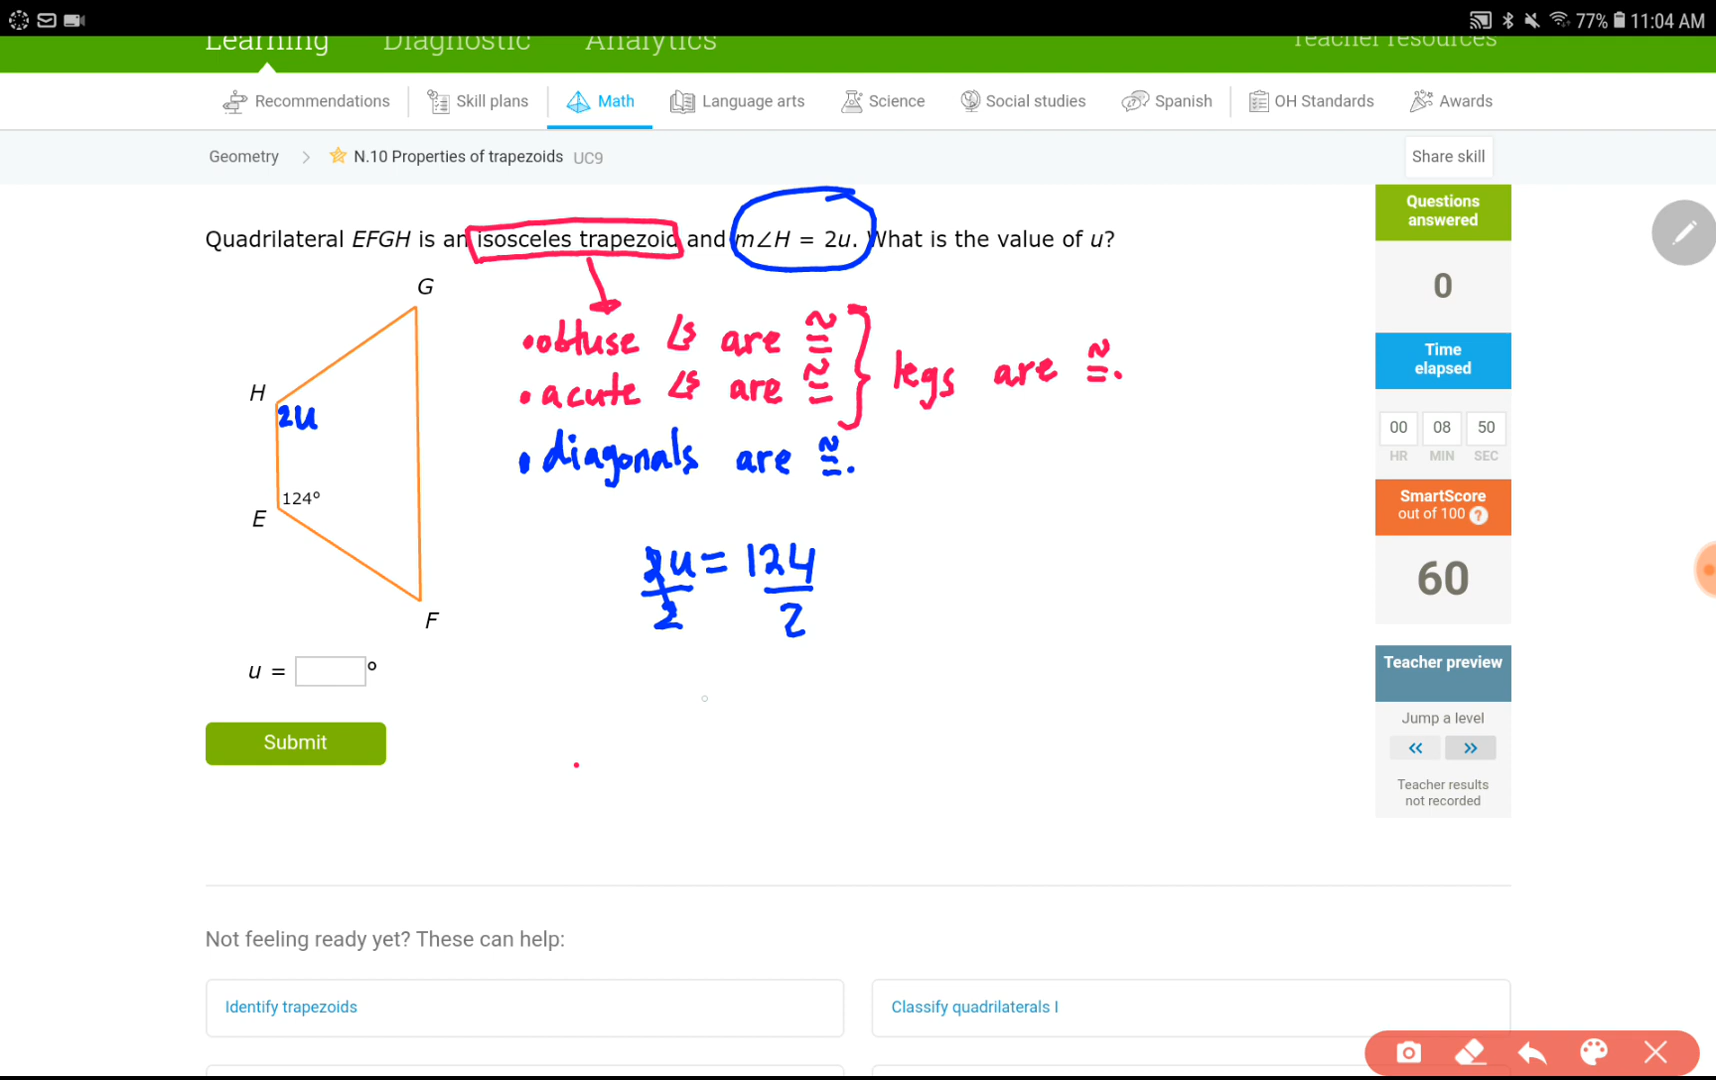 77% 11:04 AM
Learning Diagnostic Analytics Teacher resources
Recommendations Skill plans Math Language arts Science Social studies Spanish OH Standards Awards
Geometry > N.10 Properties of trapezoids UC9
Share skill
Quadrilateral EFGH is an isosceles trapezoid and m∠H = 2u. What is the value of u?
G
H
2u
124°
E
F
• obtuse ∠s are ≅
• acute ∠s are ≅
legs are ≅.
• diagonals are ≅.
2u = 124
2 2
u = °
Submit
Questions
answered
0
Time
elapsed
00 08 50
HR MIN SEC
SmartScore
out of 100 ?
60
Teacher preview
Jump a level
<< >>
Teacher results
not recorded
Not feeling ready yet? These can help:
Identify trapezoids
Classify quadrilaterals I